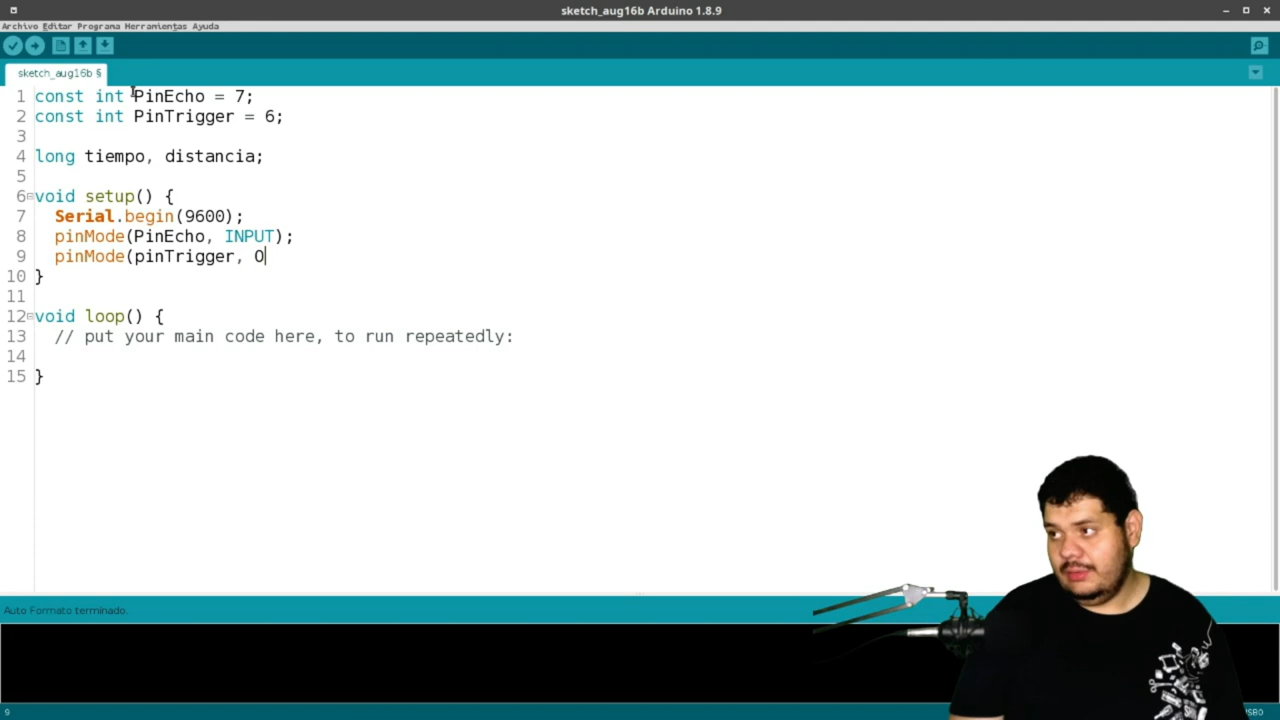 sketch_aug16b Arduino 1.8.9
Archivo Editar Programa Herramientas Ayuda
sketch_aug16b §
1 const int PinEcho = 7;
2 const int PinTrigger = 6;
3
4 long tiempo, distancia;
5
6 void setup() {
7 Serial.begin(9600);
8 pinMode(PinEcho, INPUT);
9 pinMode(pinTrigger, O
10 }
11
12 void loop() {
13 // put your main code here, to run repeatedly:
14
15 }
Auto Formato terminado.
9